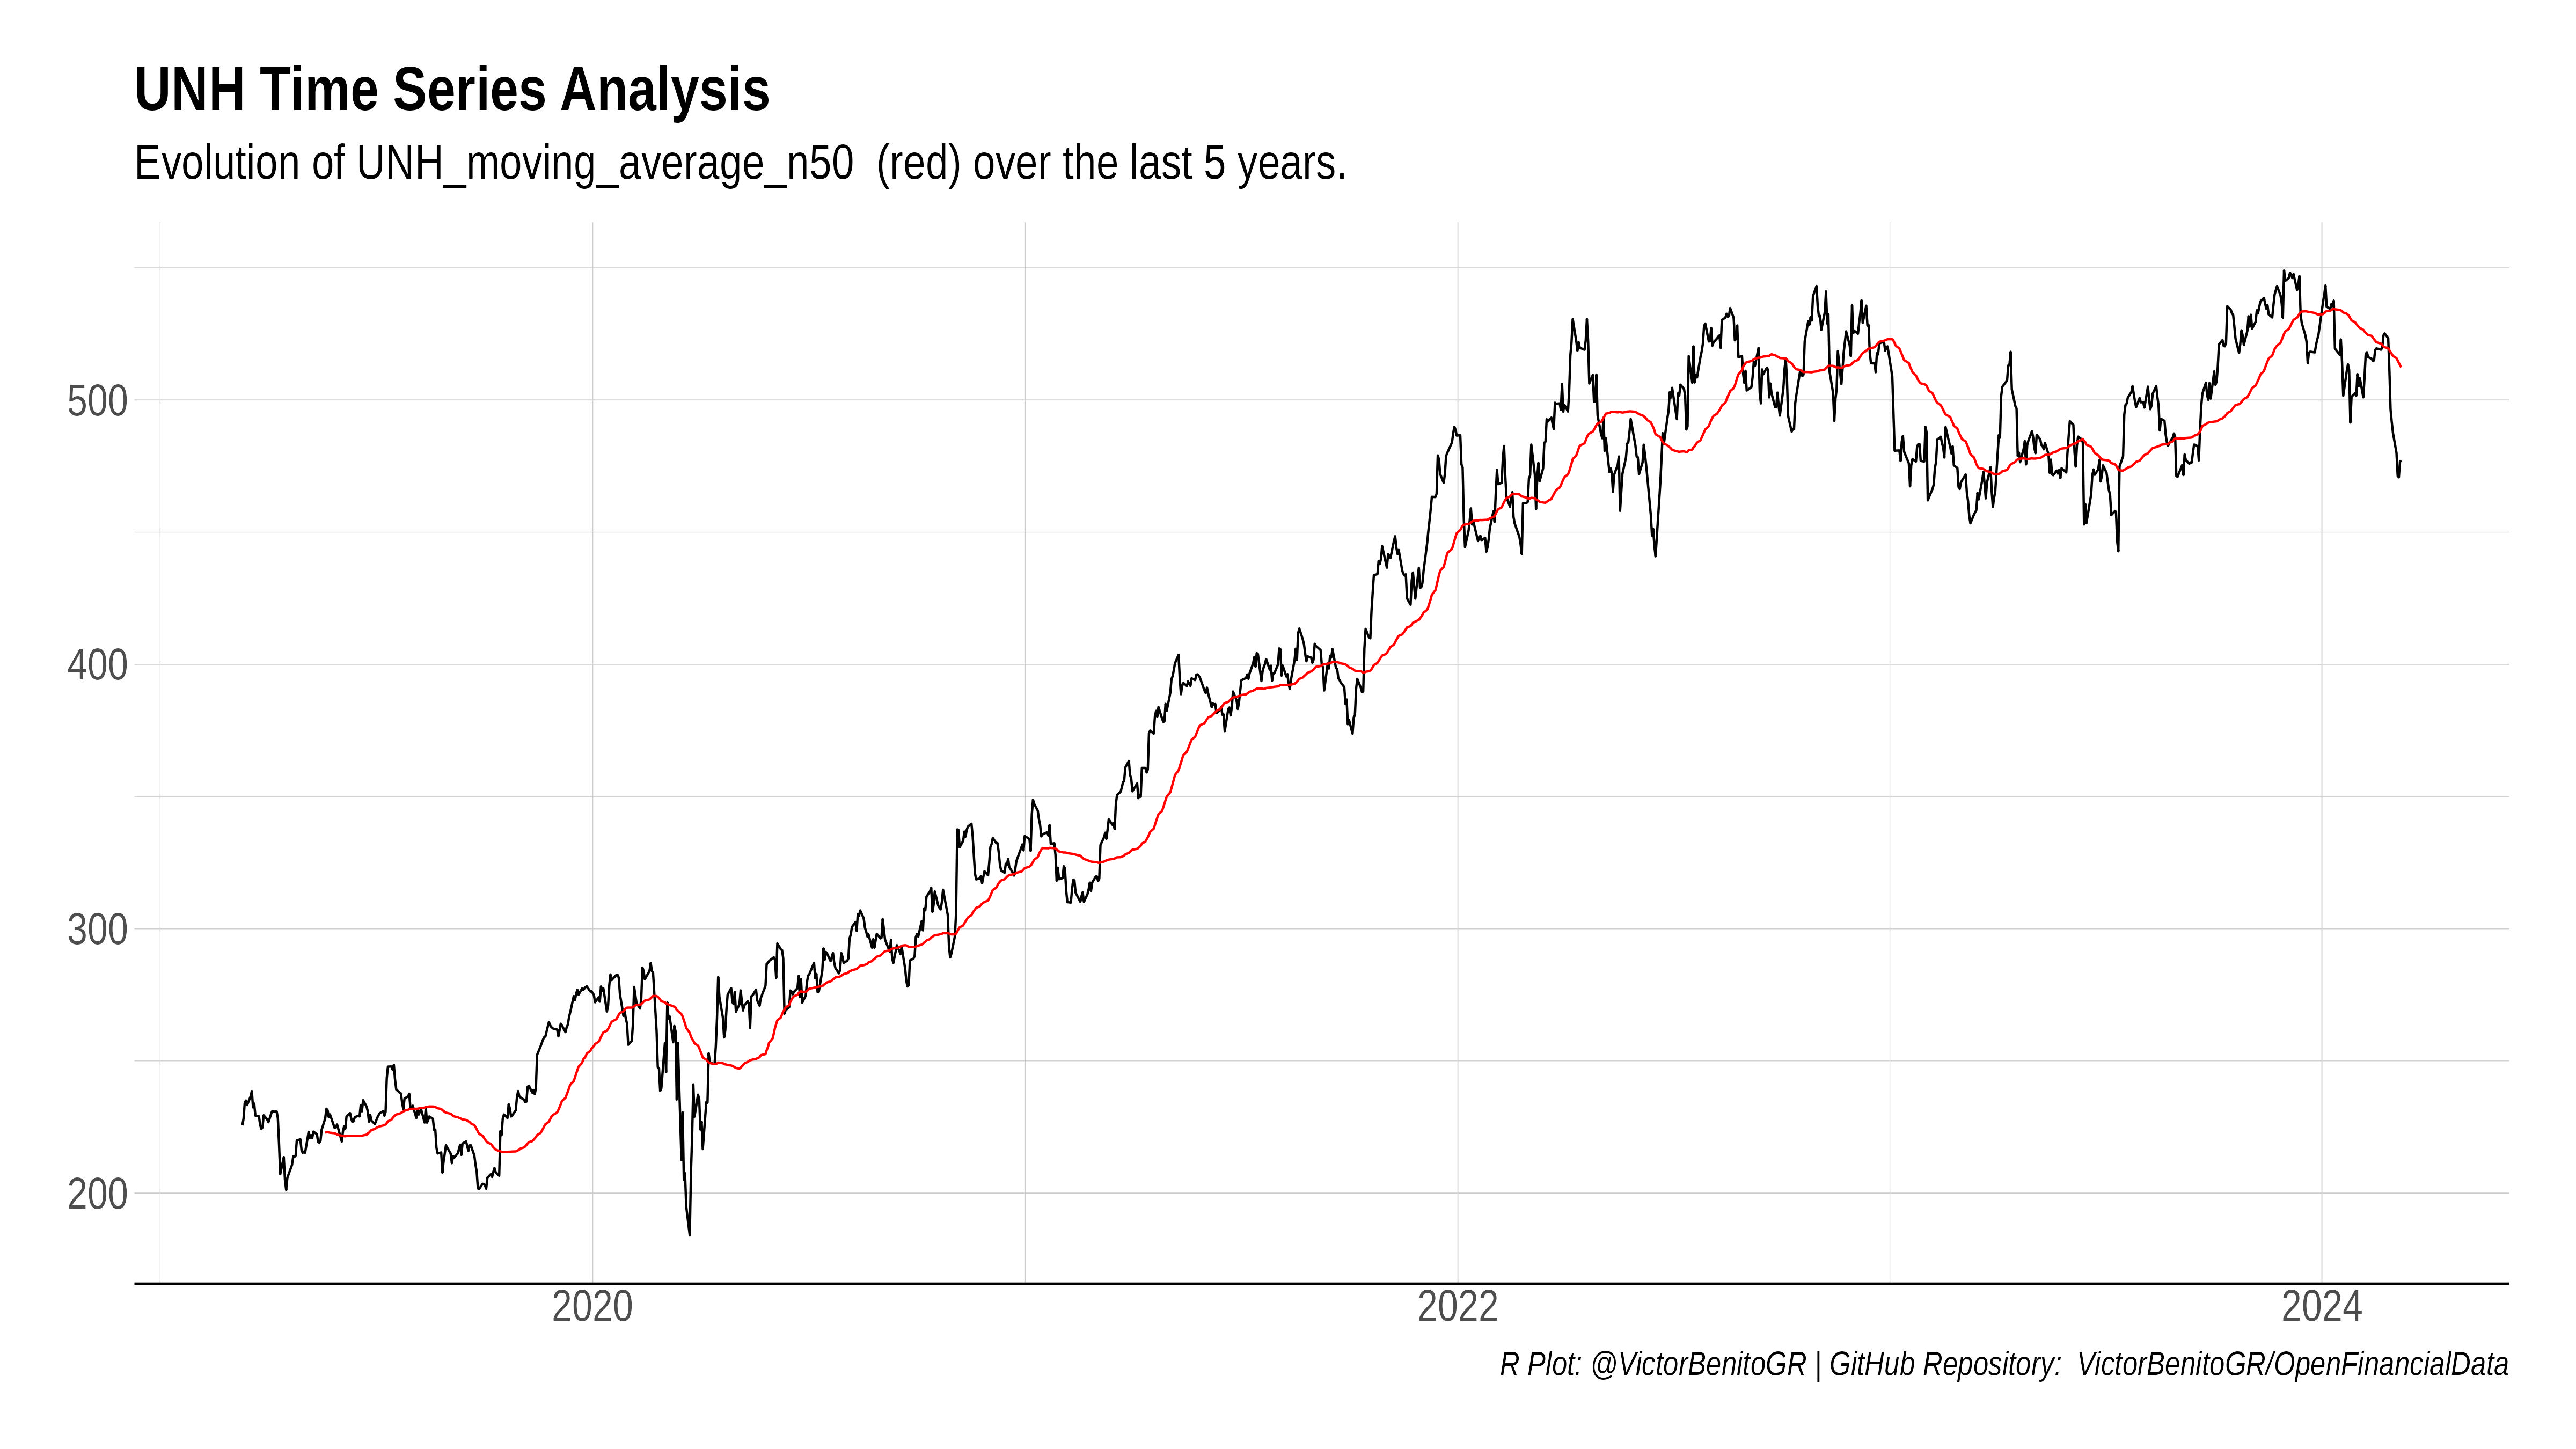 UNH Time Series Analysis
Evolution of UNH_moving_average_n50  (red) over the last 5 years.
500
400
300
200
2020 2022 2024
R Plot: @VictorBenitoGR | GitHub Repository:  VictorBenitoGR/OpenFinancialData